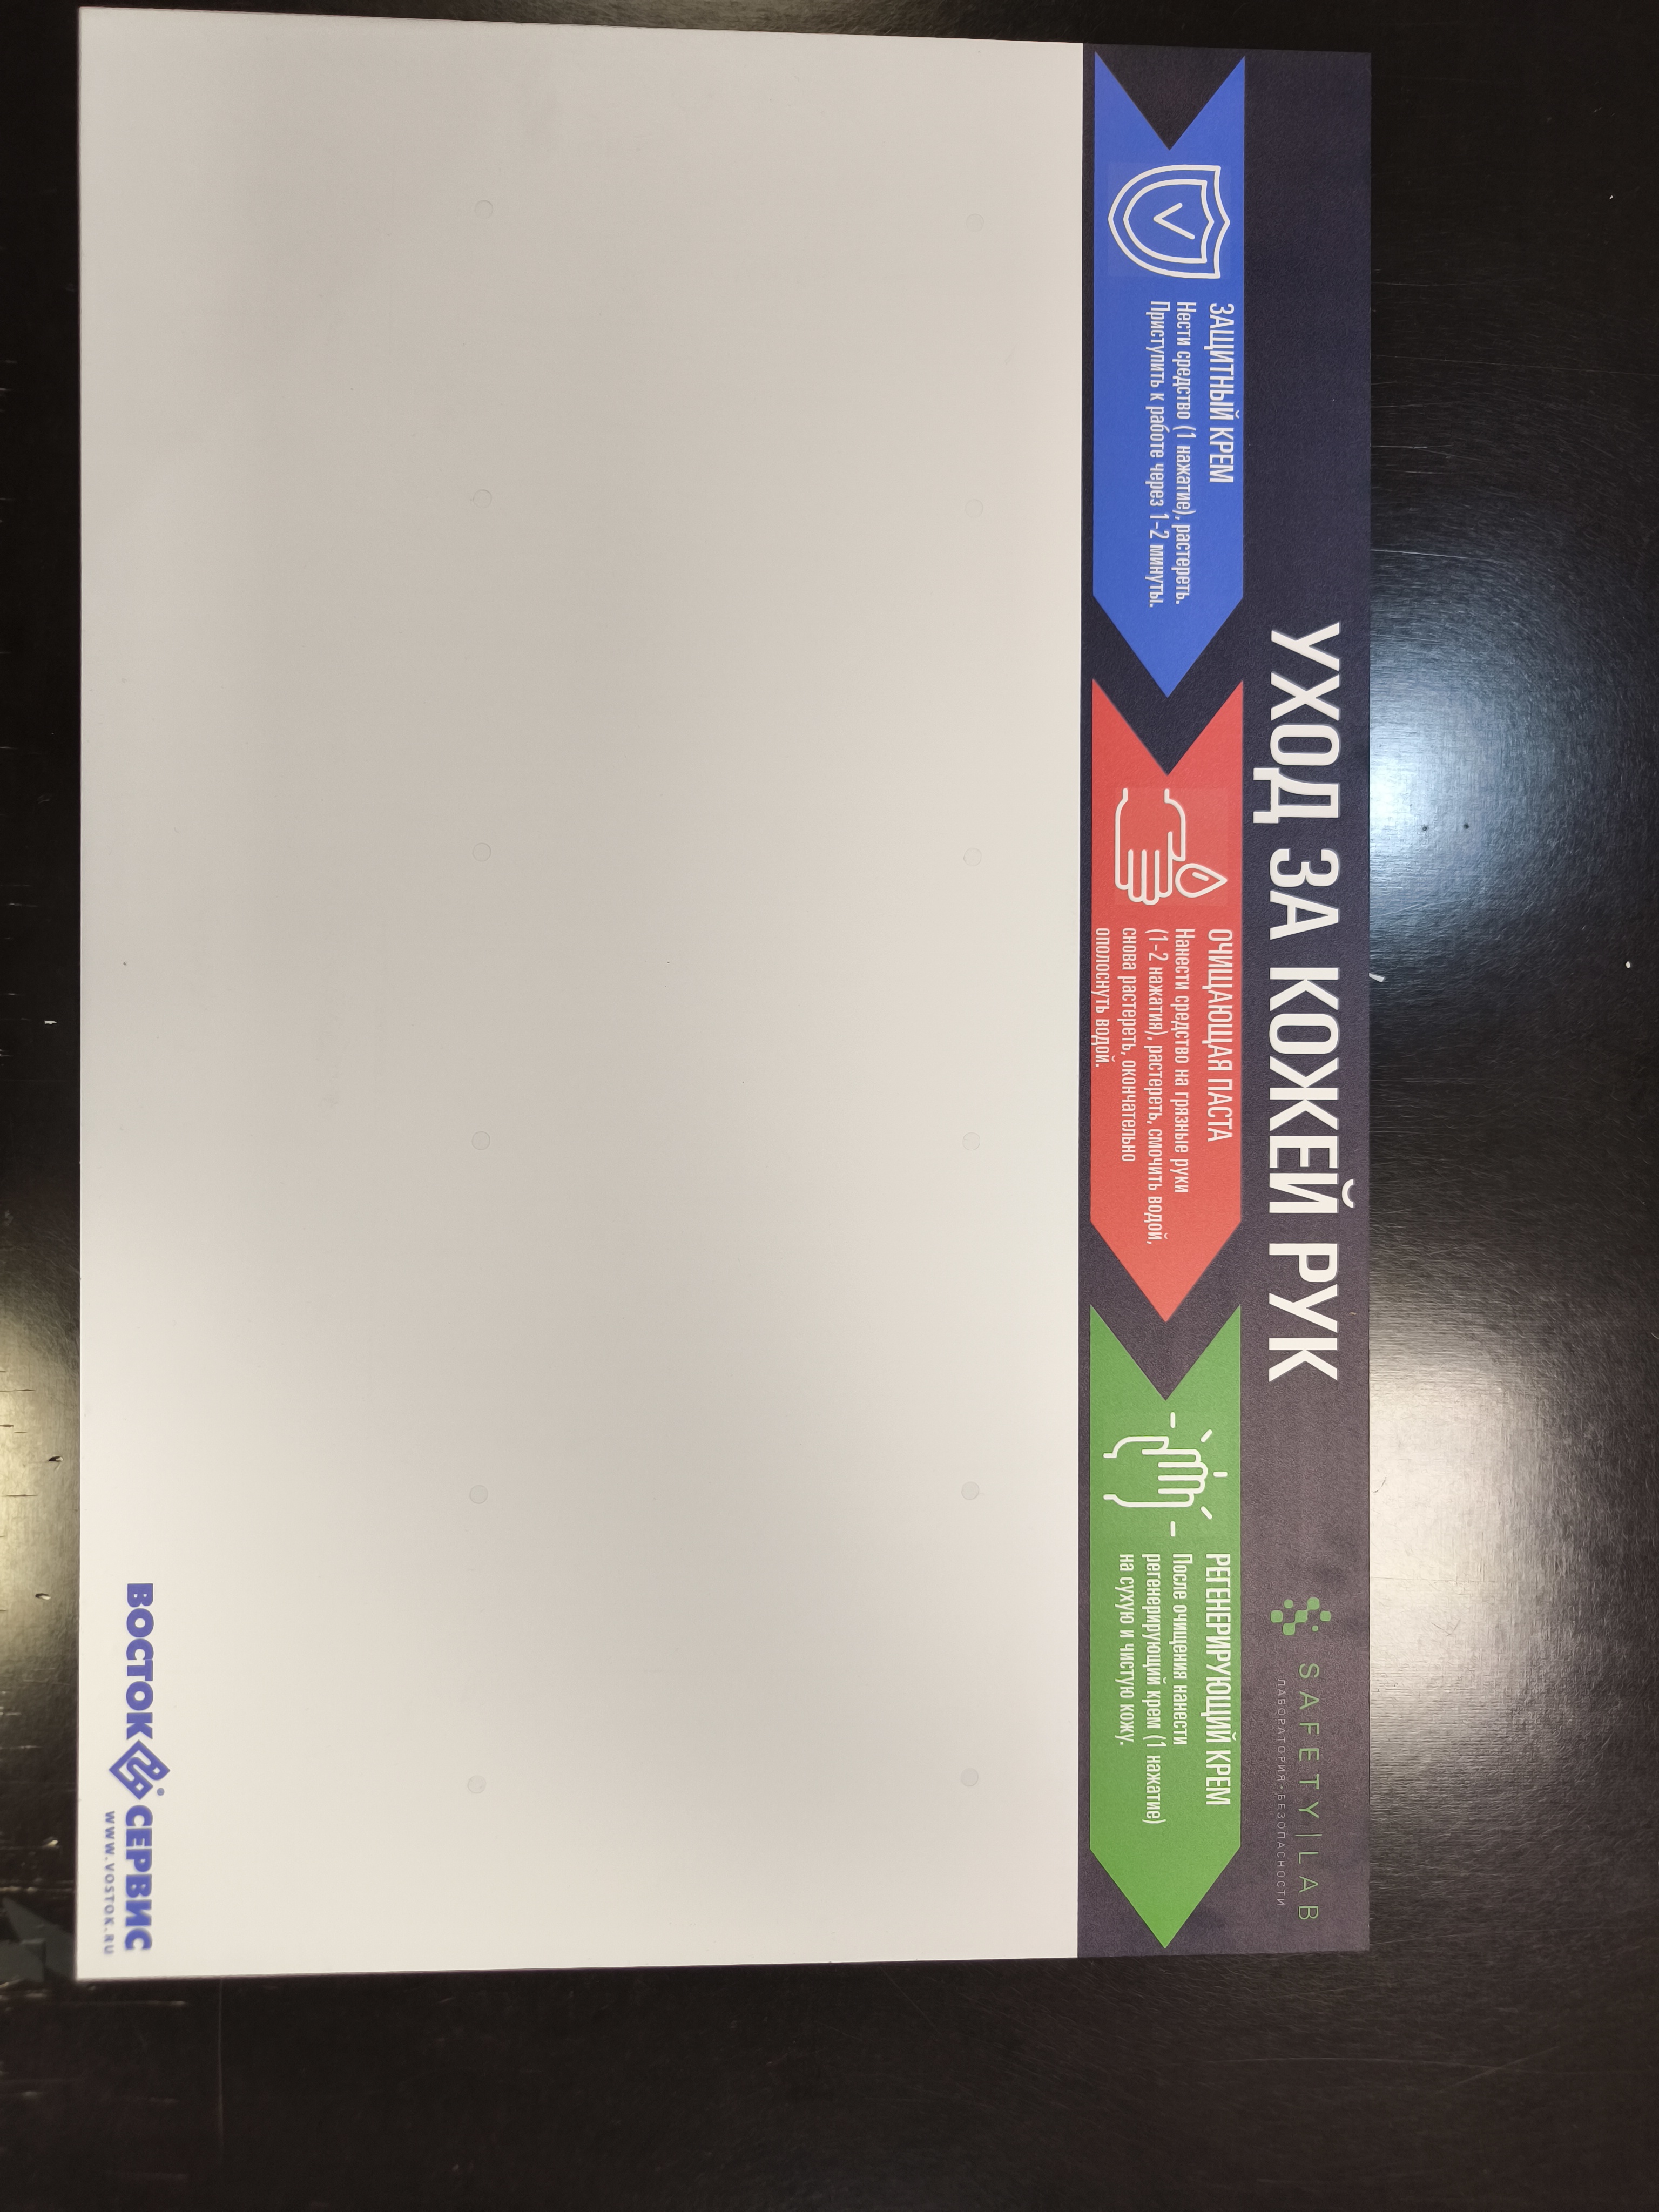 УХОД ЗА КОЖЕЙ РУК
SAFETY|LAB
ЛАБОРАТОРИЯ·БЕЗОПАСНОСТИ
ЗАЩИТНЫЙ КРЕМ
Нести средство (1 нажатие), растереть.
Приступить к работе через 1-2 минуты.
ОЧИЩАЮЩАЯ ПАСТА
Нанести средство на грязные руки
(1-2 нажатия), растереть, смочить водой,
снова растереть, окончательно
ополоснуть водой.
РЕГЕНЕРИРУЮЩИЙ КРЕМ
После очищения нанести
регенерирующий крем (1 нажатие)
на сухую и чистую кожу.
ВОСТОК СЕРВИС
WWW.VOSTOK.RU